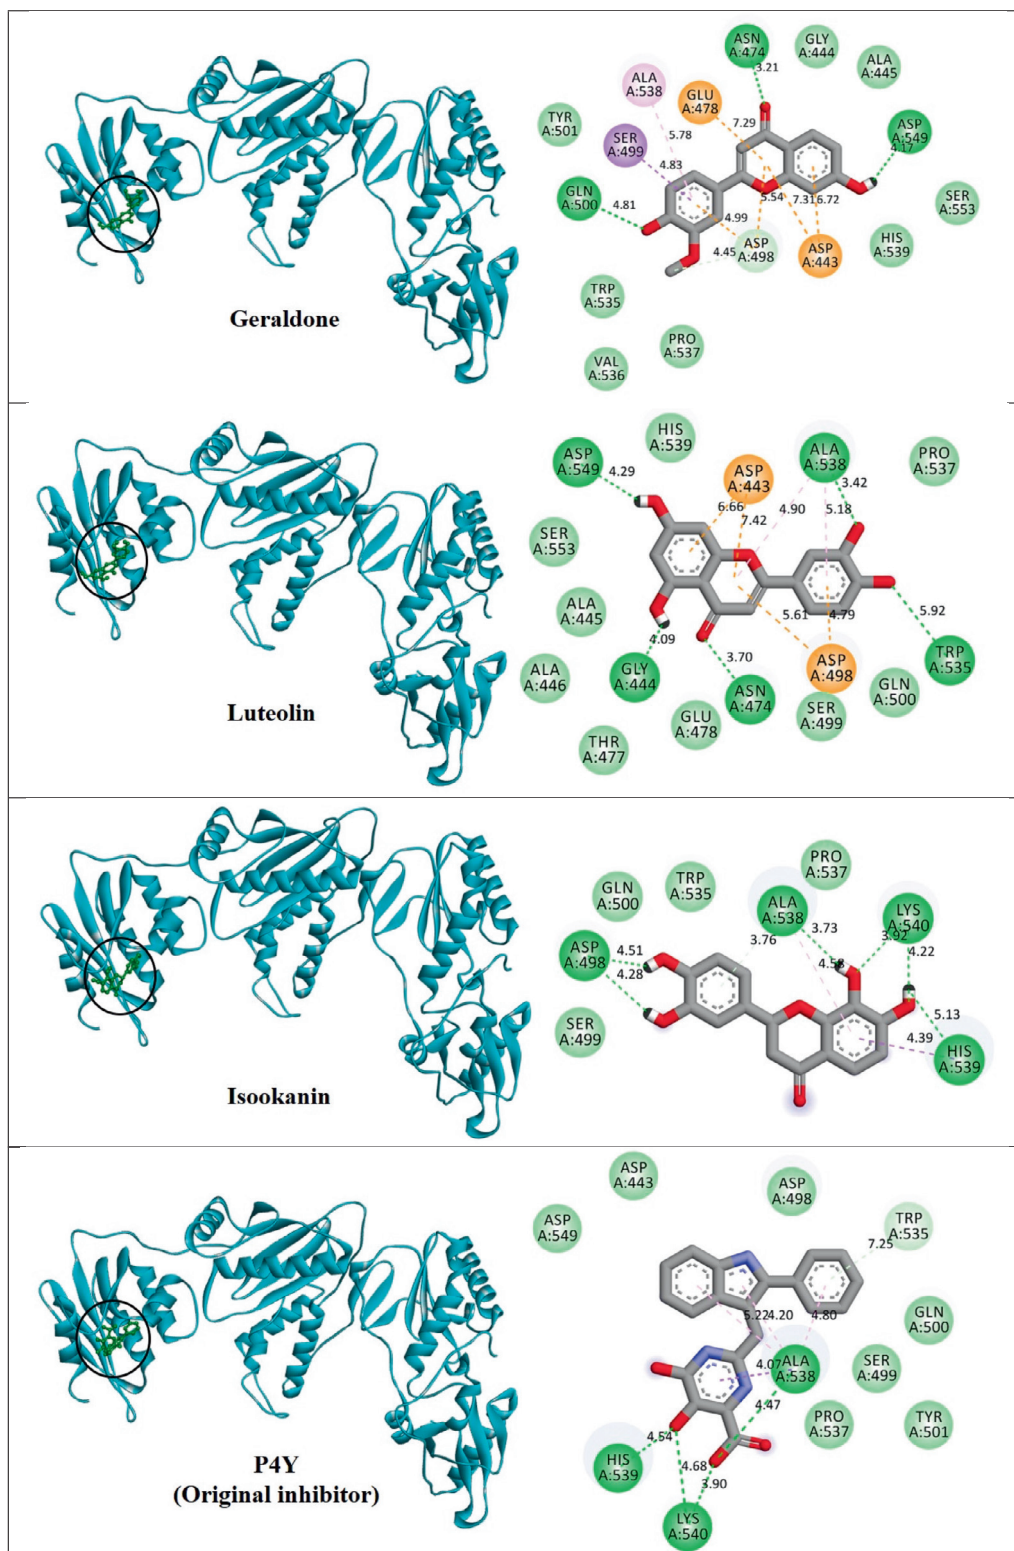 ASN
A:474
3.21
GLY
A:444
ALA
A:445
ALA
A:538
GLU
A:478
7.29
TYR
A:501
5.78
ASP
A:549
4.17
SER
A:499
4.83
GLN
A:500
4.81
5.54
7.31
6.72
4.99
SER
A:553
ASP
A:498
4.45
ASP
A:443
HIS
A:539
TRP
A:535
PRO
A:537
VAL
A:536
Geraldone
HIS
A:539
ASP
A:549
4.29
ASP
A:443
6.66
7.42
4.90
ALA
A:538
3.42
5.18
PRO
A:537
SER
A:553
ALA
A:445
4.09
5.61
4.79
5.92
ALA
A:446
GLY
A:444
3.70
ASN
A:474
ASP
A:498
TRP
A:535
GLN
A:500
GLU
A:478
SER
A:499
THR
A:477
Luteolin
PRO
A:537
GLN
A:500
TRP
A:535
ALA
A:538
3.76
3.73
LYS
A:540
3.92
4.22
ASP
A:498
4.51
4.28
4.58
SER
A:499
5.13
4.39
HIS
A:539
Isookanin
ASP
A:443
ASP
A:498
ASP
A:549
TRP
A:535
7.25
5.22
4.20
4.80
GLN
A:500
4.07
ALA
A:538
SER
A:499
4.47
PRO
A:537
TYR
A:501
HIS
A:539
4.54
4.68
3.90
LYS
A:540
P4Y
(Original inhibitor)